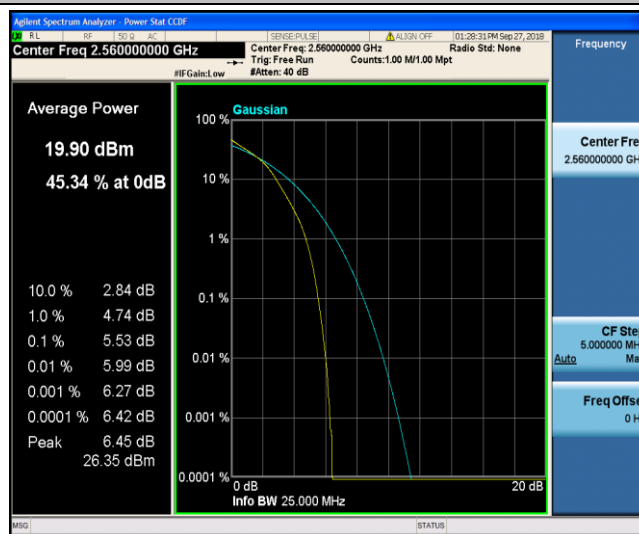 Agilent Spectrum Analyzer - Power Stat CCDF
RL RF 50 Ω AC SENSE:PULSE ALIGN OFF 01:28:31 PM Sep 27, 2018
Center Freq 2.560000000 GHz
Center Freq: 2.560000000 GHz Radio Std: None
Trig: Free Run Counts:1.00 M/1.00 Mpt
#IFGain:Low #Atten: 40 dB
Frequency
Average Power
19.90 dBm
45.34 % at 0dB
10.0 % 2.84 dB
1.0 % 4.74 dB
0.1 % 5.53 dB
0.01 % 5.99 dB
0.001 % 6.27 dB
0.0001 % 6.42 dB
Peak 6.45 dB
26.35 dBm
Gaussian
100 %
10 %
1 %
0.1 %
0.01 %
0.001 %
0.0001 %
0 dB 20 dB
Info BW 25.000 MHz
Center Fre
2.560000000 GH
CF Ste
5.000000 MH
Auto Ma
Freq Offse
0 H
MSG STATUS